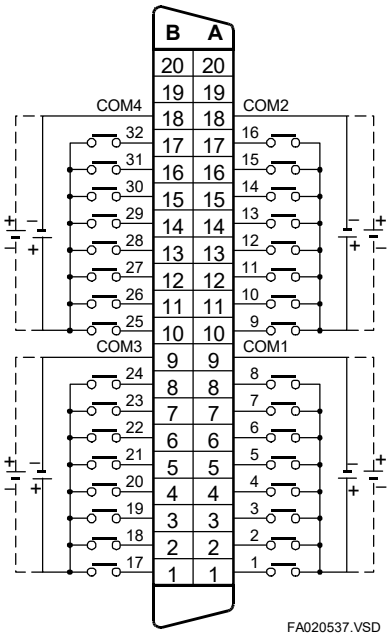 B A
20 20
19 19
COM4 18 18 COM2
32 17 17 16
31 16 16 15
30 15 15 14
+ − 29 14 14 13 − +
− + 28 13 13 12 + −
27 12 12 11
26 11 11 10
25 10 10 9
COM3 9 9 COM1
24 8 8 8
23 7 7 7
22 6 6 6
+ − 21 5 5 5 − +
− + 20 4 4 4 + −
19 3 3 3
18 2 2 2
17 1 1 1
FA020537.VSD